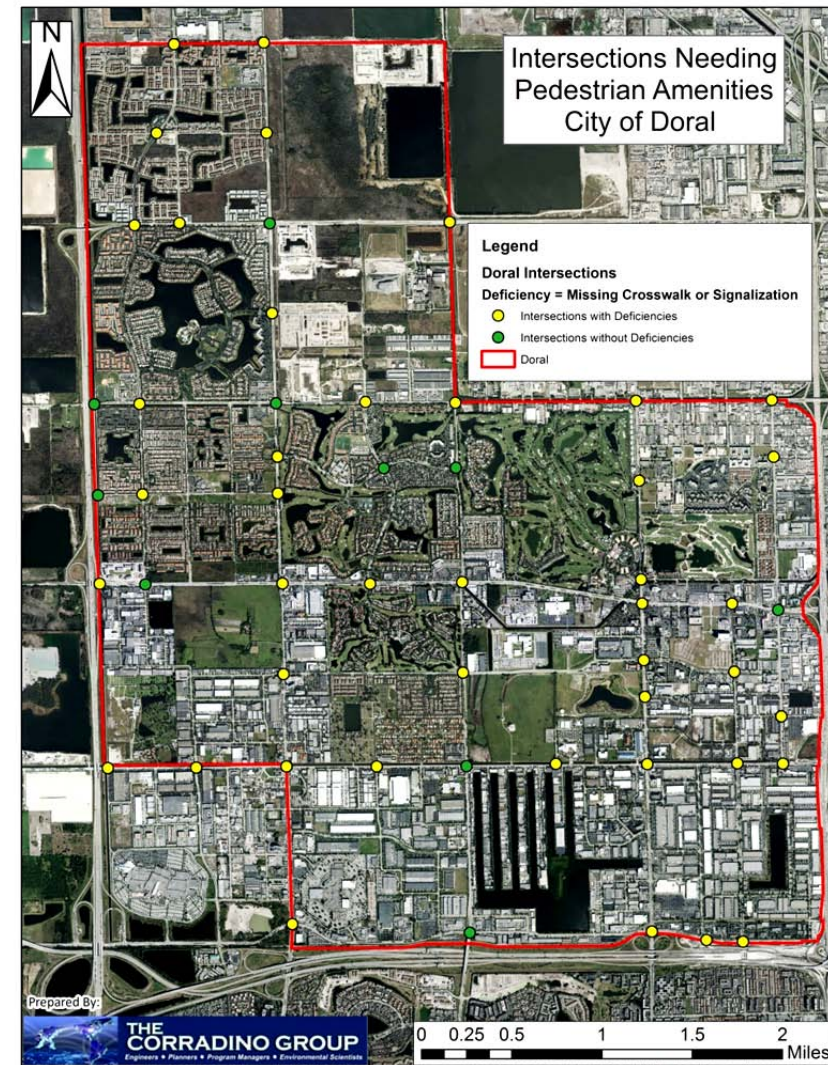 N
Intersections Needing
Pedestrian Amenities
City of Doral
Legend
Doral Intersections
Deficiency = Missing Crosswalk or Signalization
Intersections with Deficiencies
Intersections without Deficiencies
Doral
Prepared By:
THE
CORRADINO GROUP
Engineers • Planners • Program Managers • Environmental Scientists
0 0.25 0.5 1 1.5 2
Miles